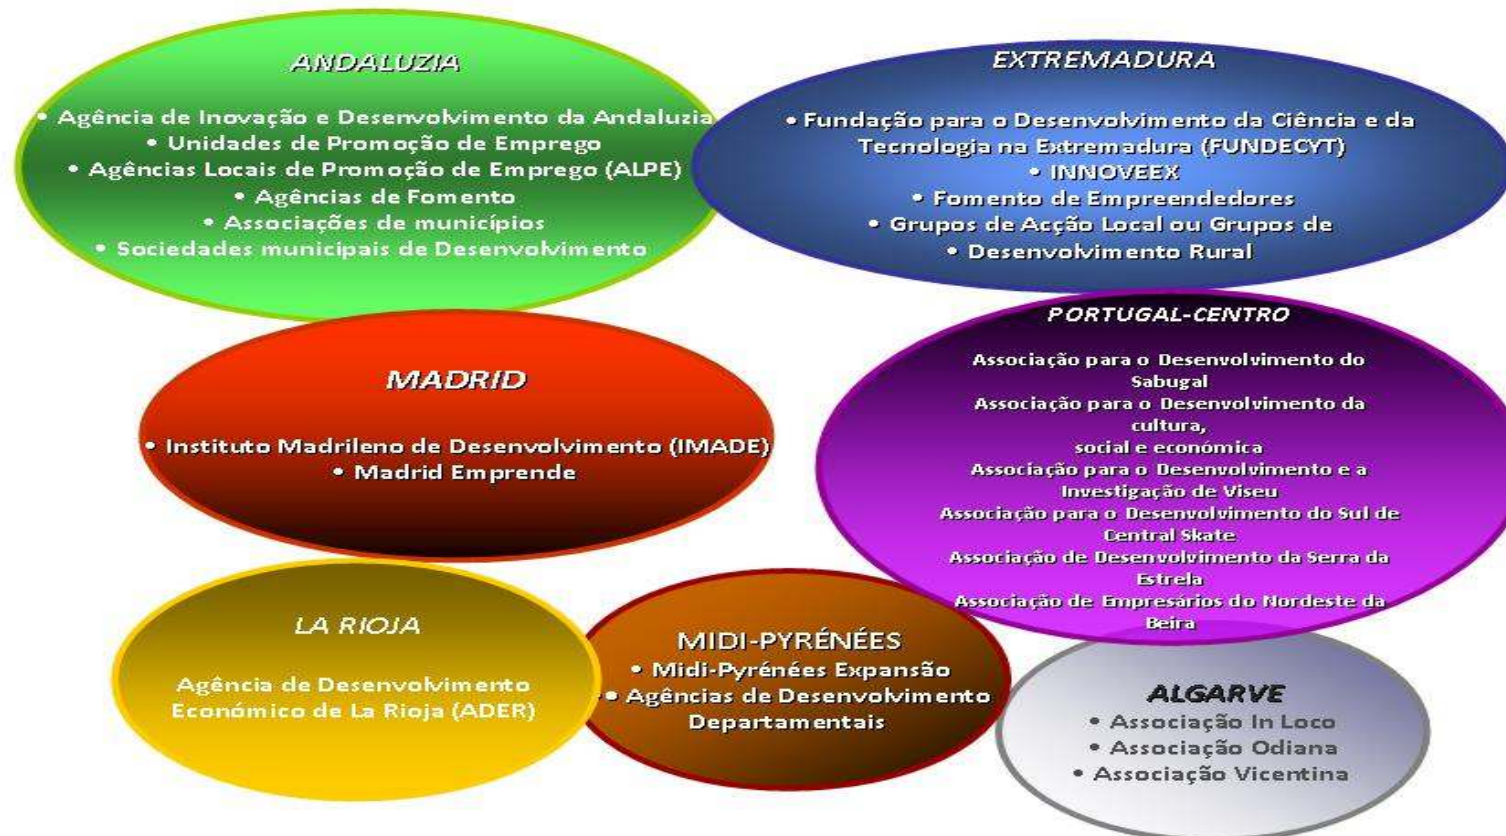 ANDALUZIA
• Agência de Inovação e Desenvolvimento da Andaluzia
• Unidades de Promoção de Emprego
• Agências Locais de Promoção de Emprego (ALPE)
• Agências de Fomento
• Associações de municípios
• Sociedades municipais de Desenvolvimento
EXTREMADURA
• Fundação para o Desenvolvimento da Ciência e da
Tecnologia na Extremadura (FUNDECYT)
• INNOVEEX
• Fomento de Empreendedores
• Grupos de Acção Local ou Grupos de
• Desenvolvimento Rural
MADRID
• Instituto Madrileno de Desenvolvimento (IMADE)
• Madrid Emprende
PORTUGAL-CENTRO
Associação para o Desenvolvimento do
Sabugal
Associação para o Desenvolvimento da
cultura,
social e económica
Associação para o Desenvolvimento e a
Investigação de Viseu
Associação para o Desenvolvimento do Sul de
Central Skate
Associação de Desenvolvimento da Serra da
Estrela
Associação de Empresários do Nordeste da
Beira
LA RIOJA
Agência de Desenvolvimento
Económico de La Rioja (ADER)
MIDI-PYRÉNÉES
• Midi-Pyrénées Expansão
• Agências de Desenvolvimento
Departamentais
ALGARVE
• Associação In Loco
• Associação Odiana
• Associação Vicentina